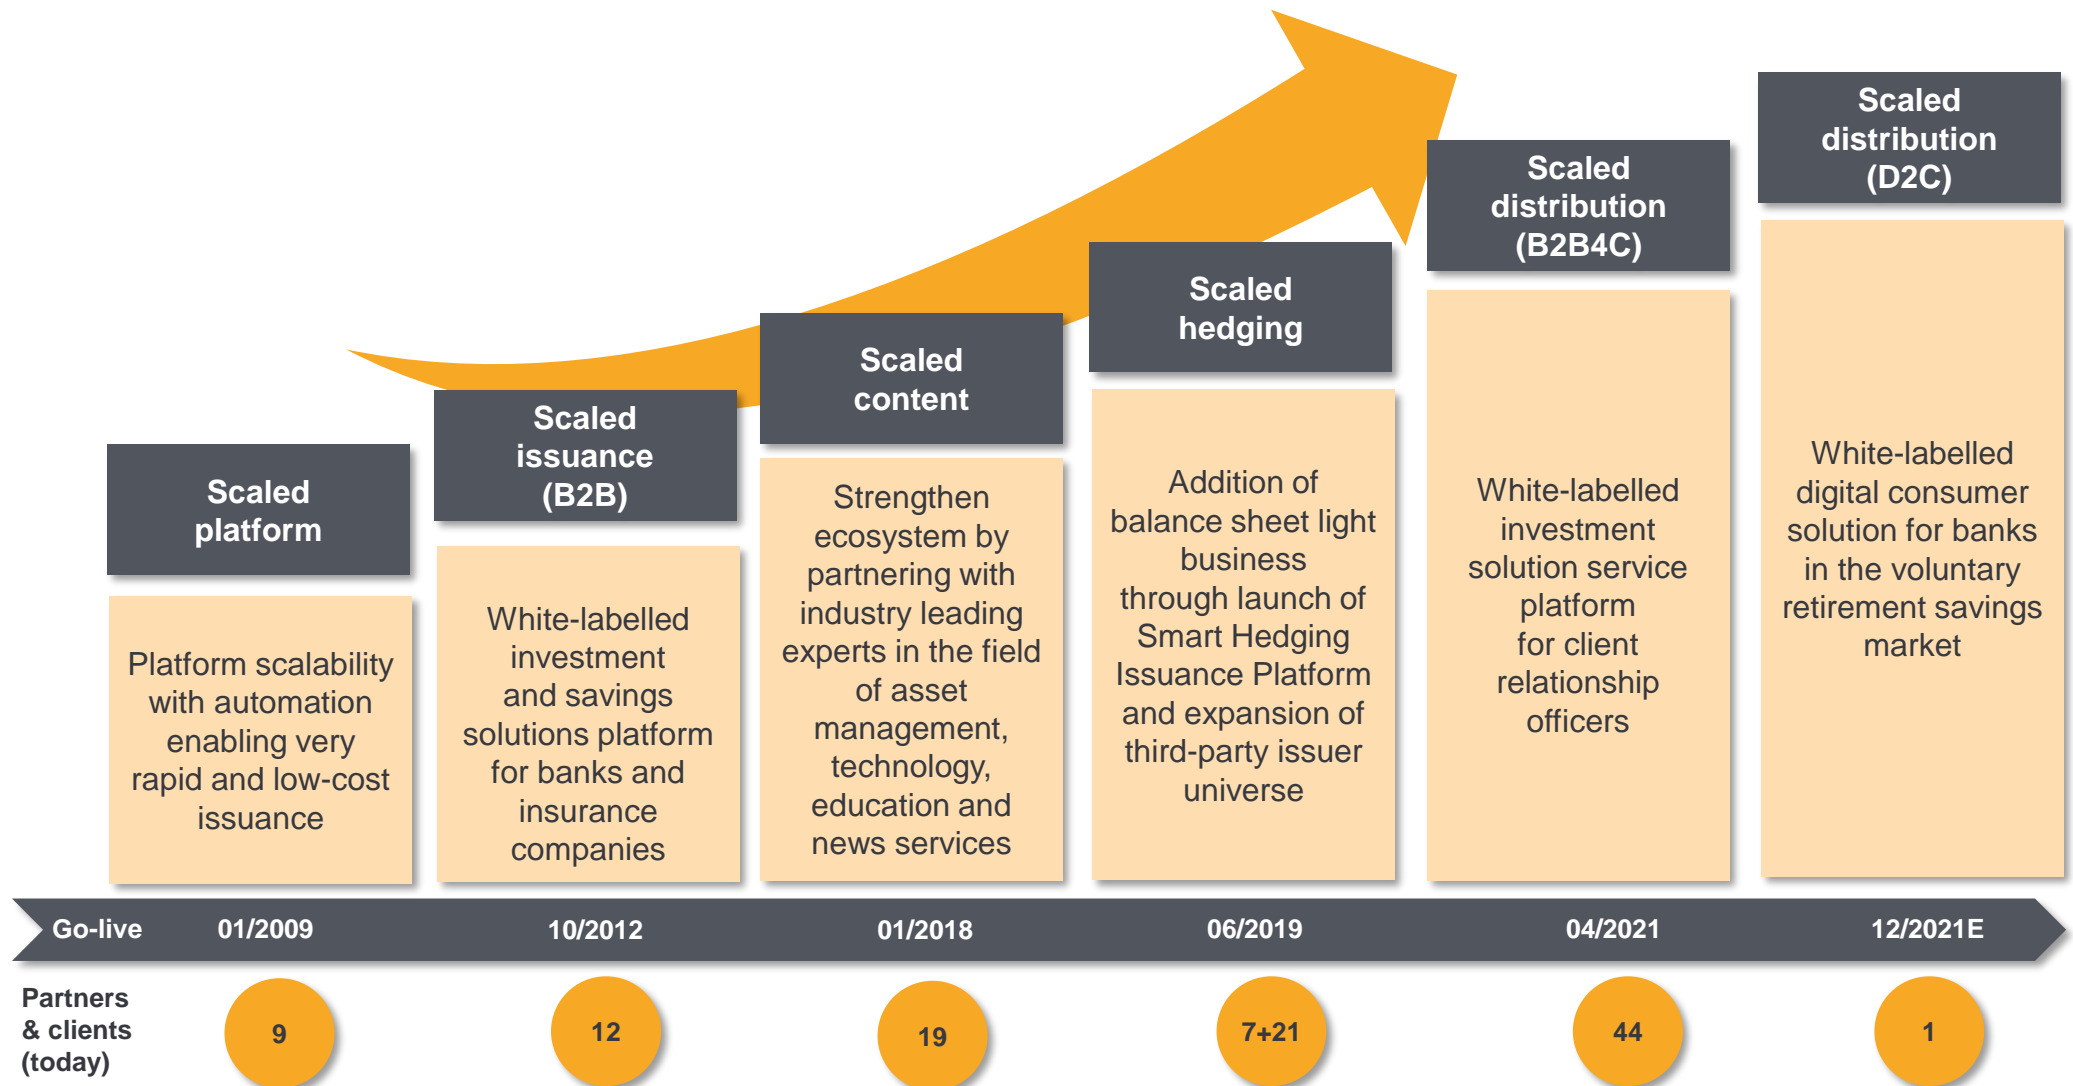 Scaled
platform
Platform scalability
with automation
enabling very
rapid and low-cost
issuance
Scaled
issuance
(B2B)
White-labelled
investment
and savings
solutions platform
for banks and
insurance
companies
Scaled
content
Strengthen
ecosystem by
partnering with
industry leading
experts in the field
of asset
management,
technology,
education and
news services
Scaled
hedging
Addition of
balance sheet light
business
through launch of
Smart Hedging
Issuance Platform
and expansion of
third-party issuer
universe
Scaled
distribution
(B2B4C)
White-labelled
investment
solution service
platform
for client
relationship
officers
Scaled
distribution
(D2C)
White-labelled
digital consumer
solution for banks
in the voluntary
retirement savings
market
Go-live 01/2009 10/2012 01/2018 06/2019 04/2021 12/2021E
Partners
& clients
(today)
9 12 19 7+21 44 1